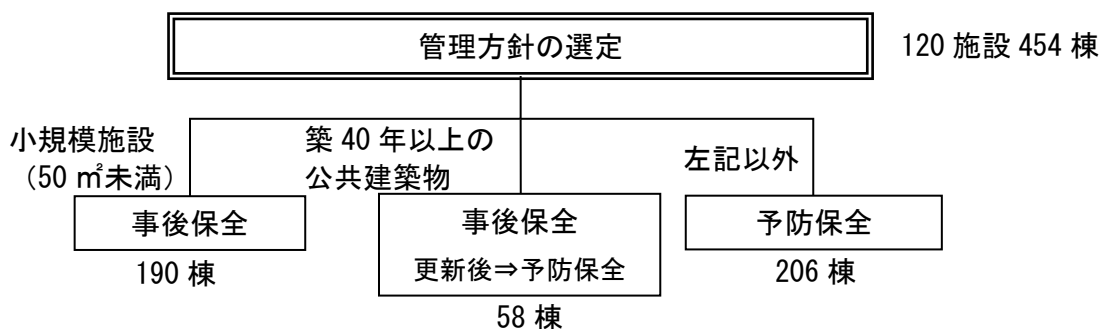 管理方針の選定
120 施設 454 棟
小規模施設
（50 ㎡未満）
築 40 年以上の
公共建築物
左記以外
事後保全
190 棟
事後保全
更新後⇒予防保全
58 棟
予防保全
206 棟